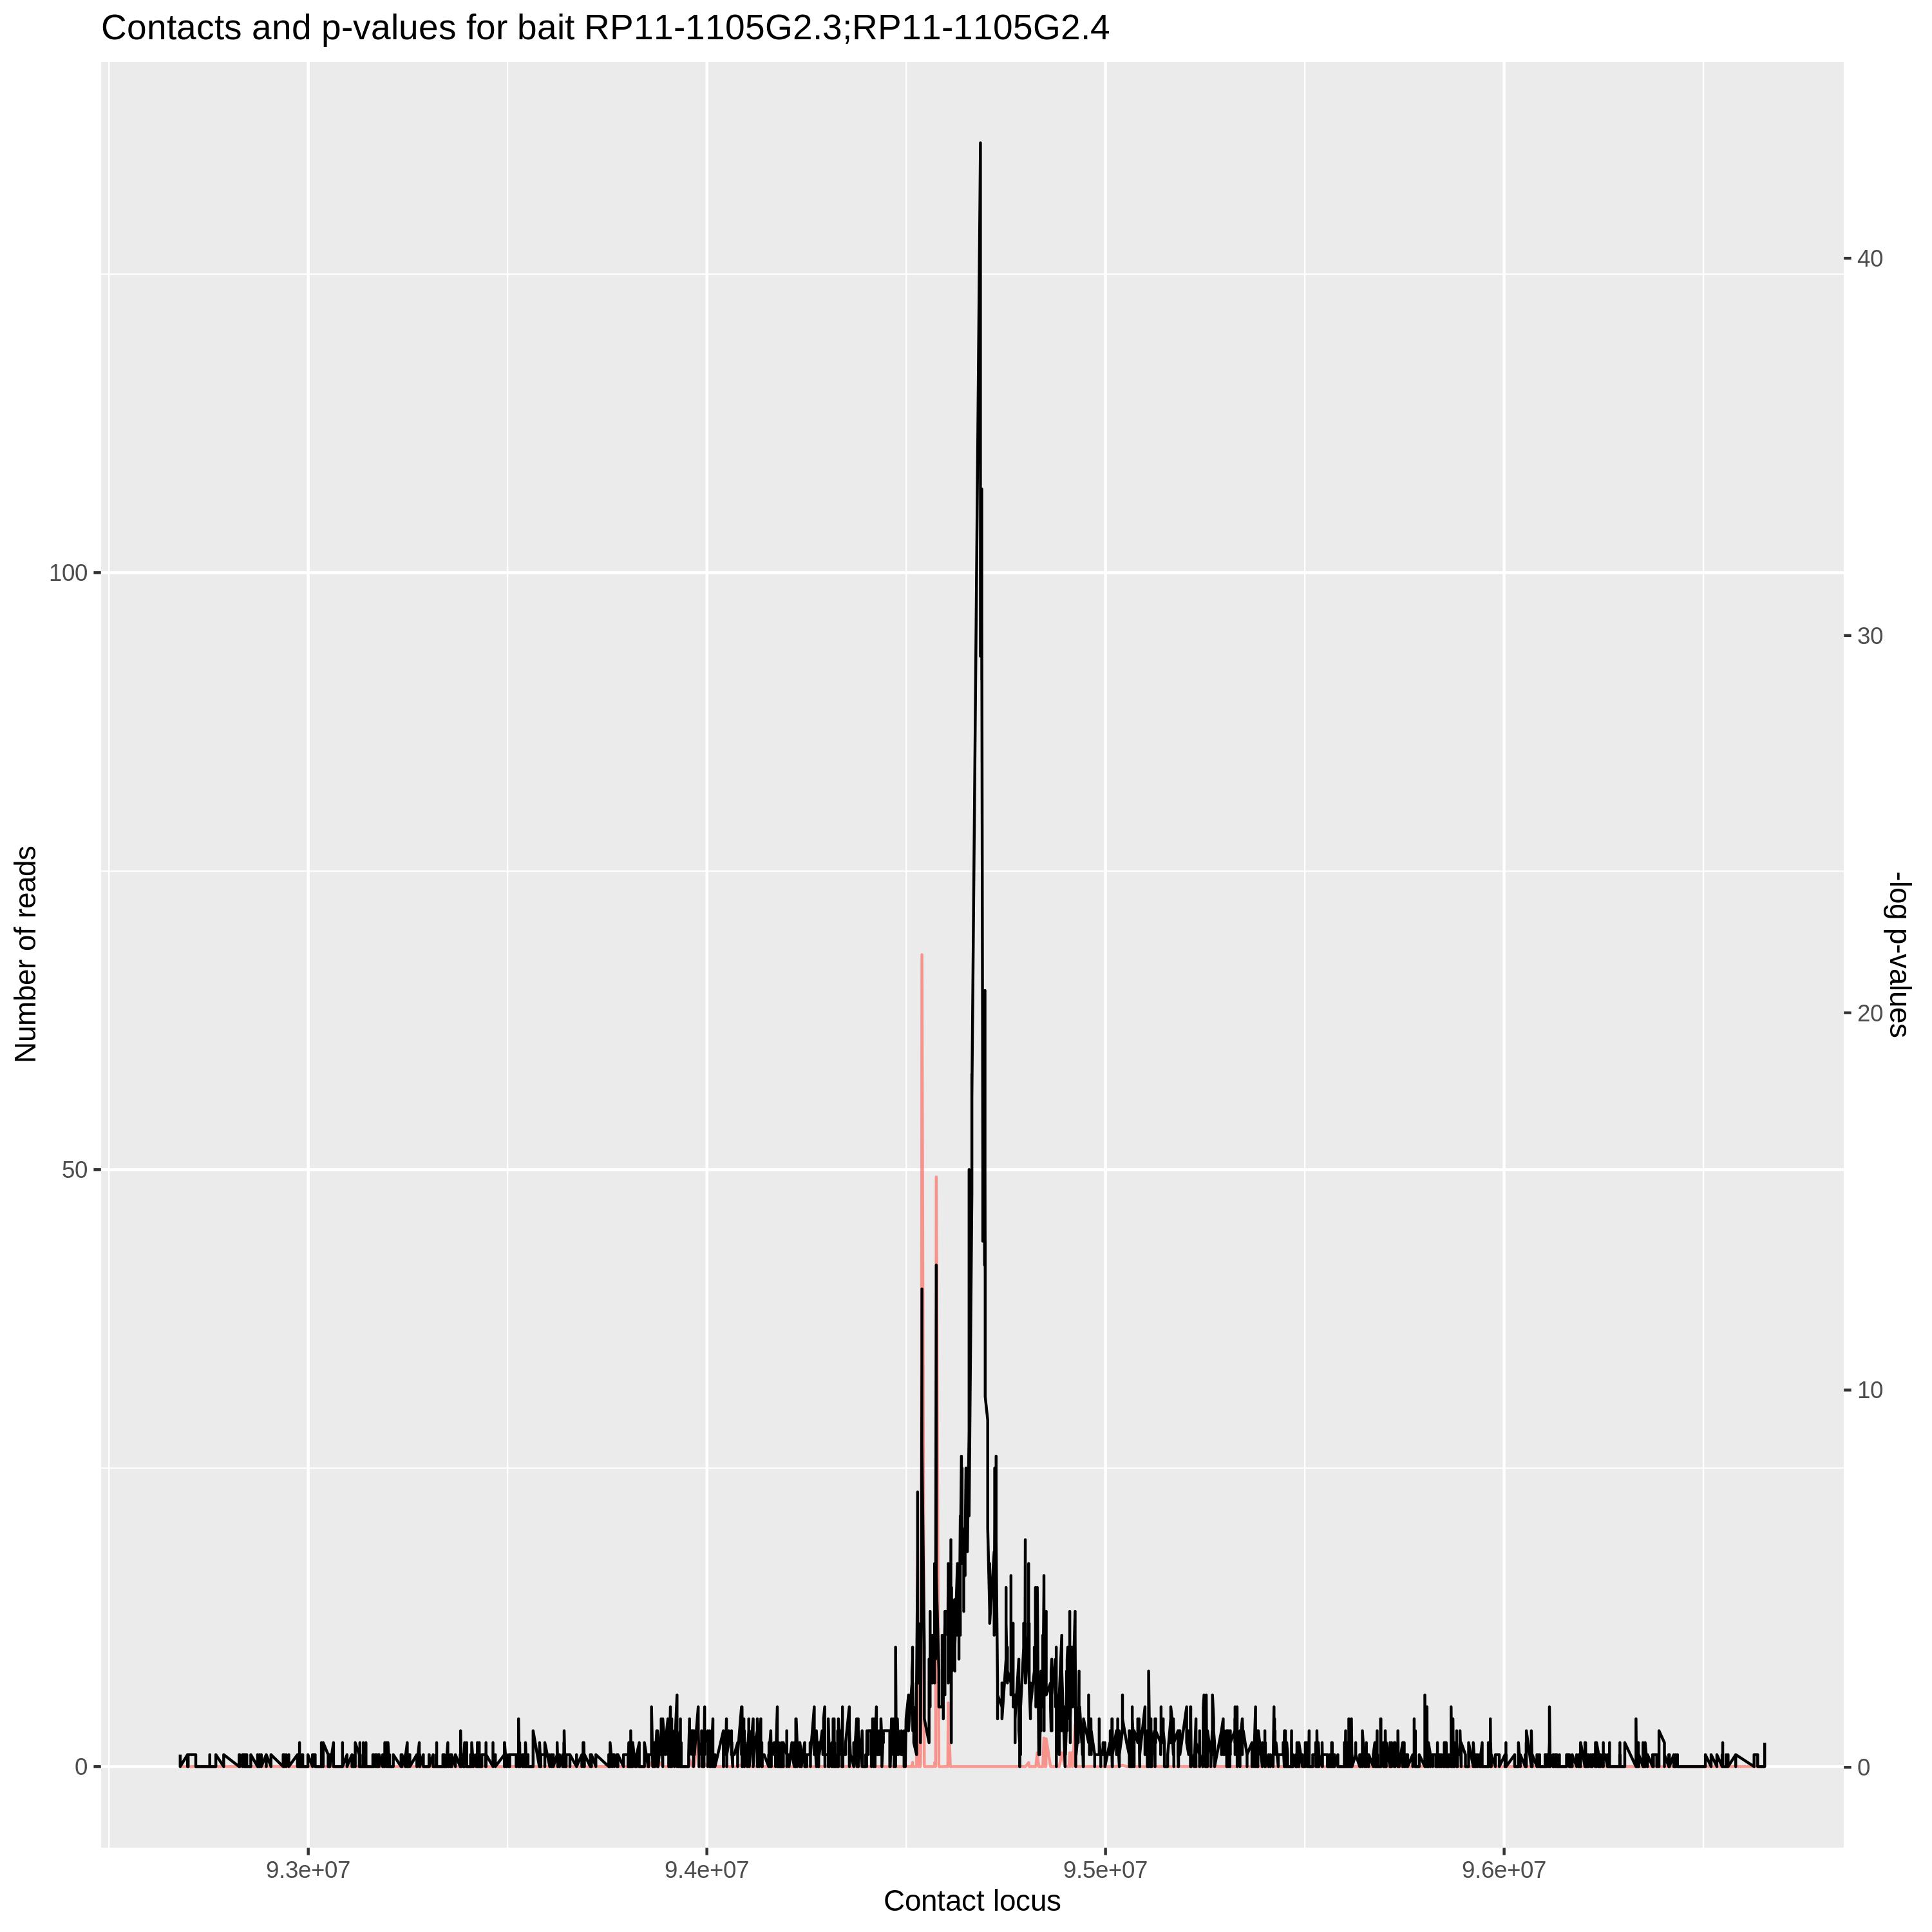 Contacts and p-values for bait RP11-1105G2.3;RP11-1105G2.4
Number of reads
100
50
0
40
30
20
10
0
-log p-values
9.3e+07 9.4e+07 9.5e+07 9.6e+07
Contact locus